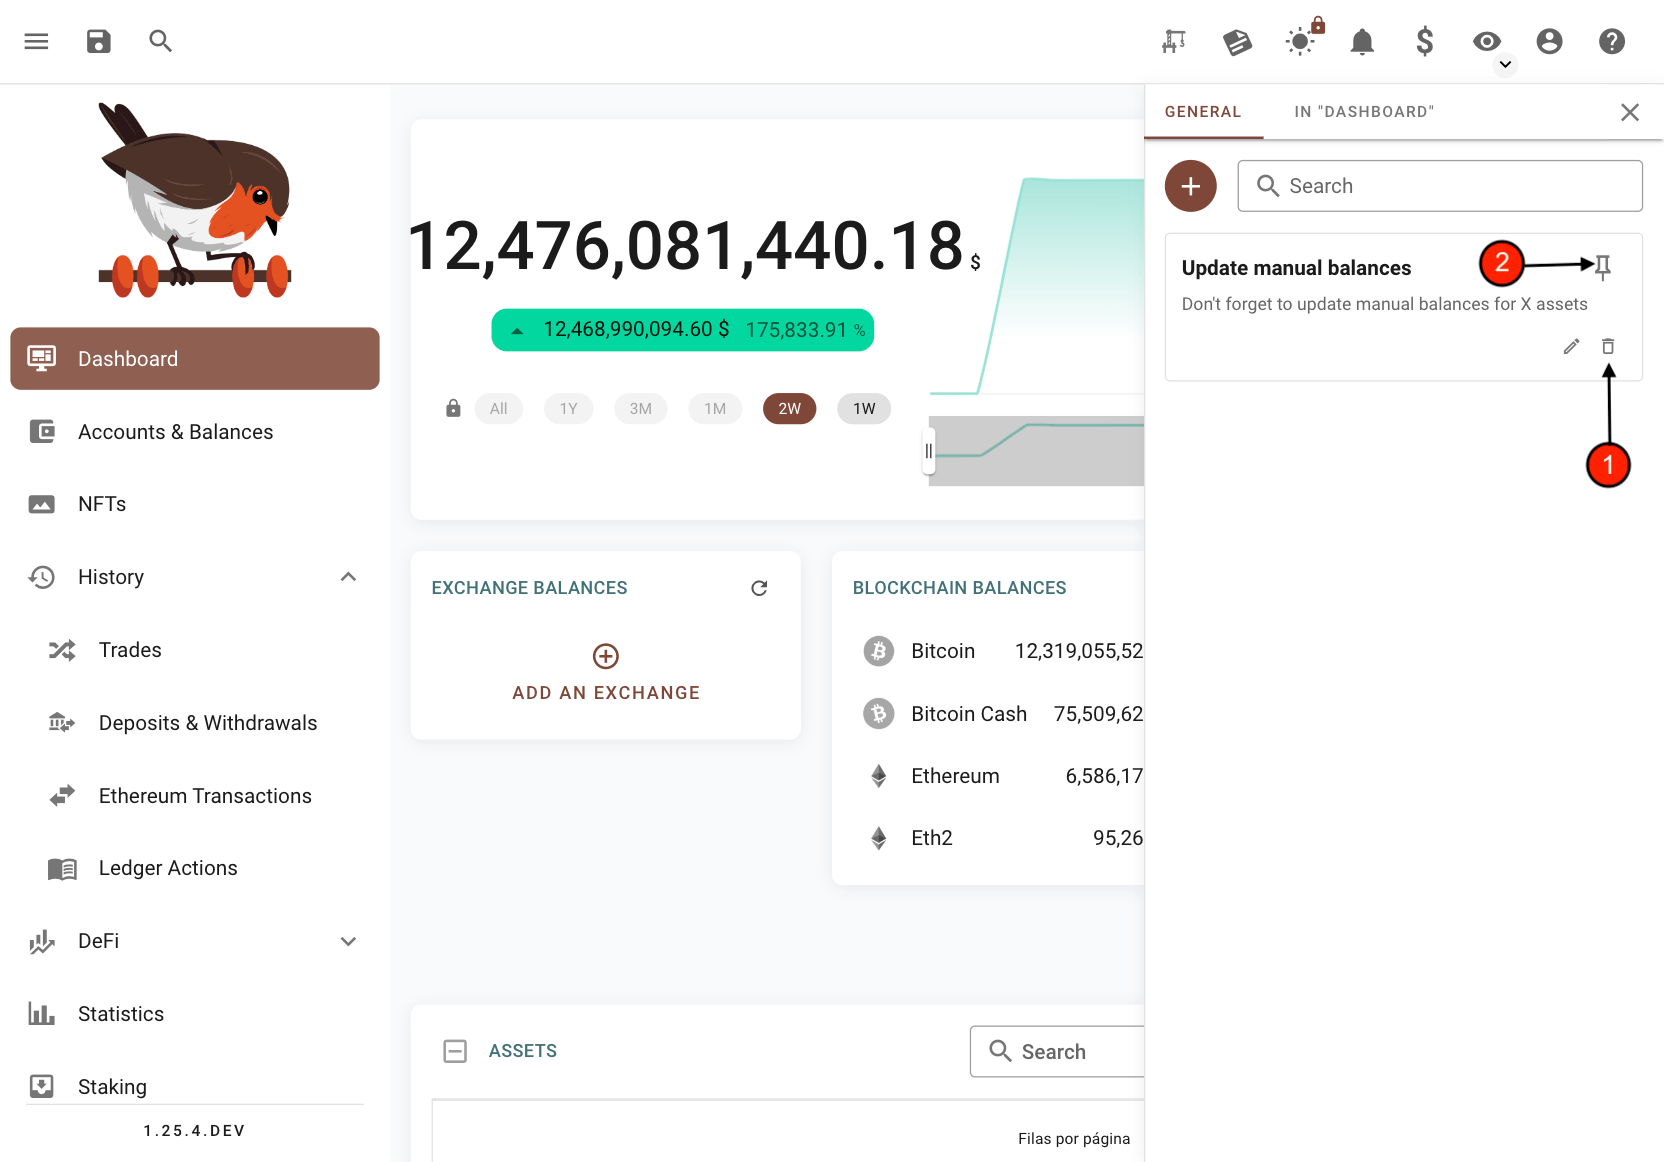 GENERAL
IN "DASHBOARD"
Search
Update manual balances
2
Don't forget to update manual balances for X assets
1
12,476,081,440.18 $
12,468,990,094.60 $ 175,833.91 %
All 1Y 3M 1M 2W 1W
Dashboard
Accounts & Balances
NFTs
History
Trades
Deposits & Withdrawals
Ethereum Transactions
Ledger Actions
DeFi
Statistics
Staking
1.25.4.DEV
EXCHANGE BALANCES
ADD AN EXCHANGE
BLOCKCHAIN BALANCES
Bitcoin 12,319,055,52
Bitcoin Cash 75,509,62
Ethereum 6,586,17
Eth2 95,26
ASSETS
Search
Filas por página